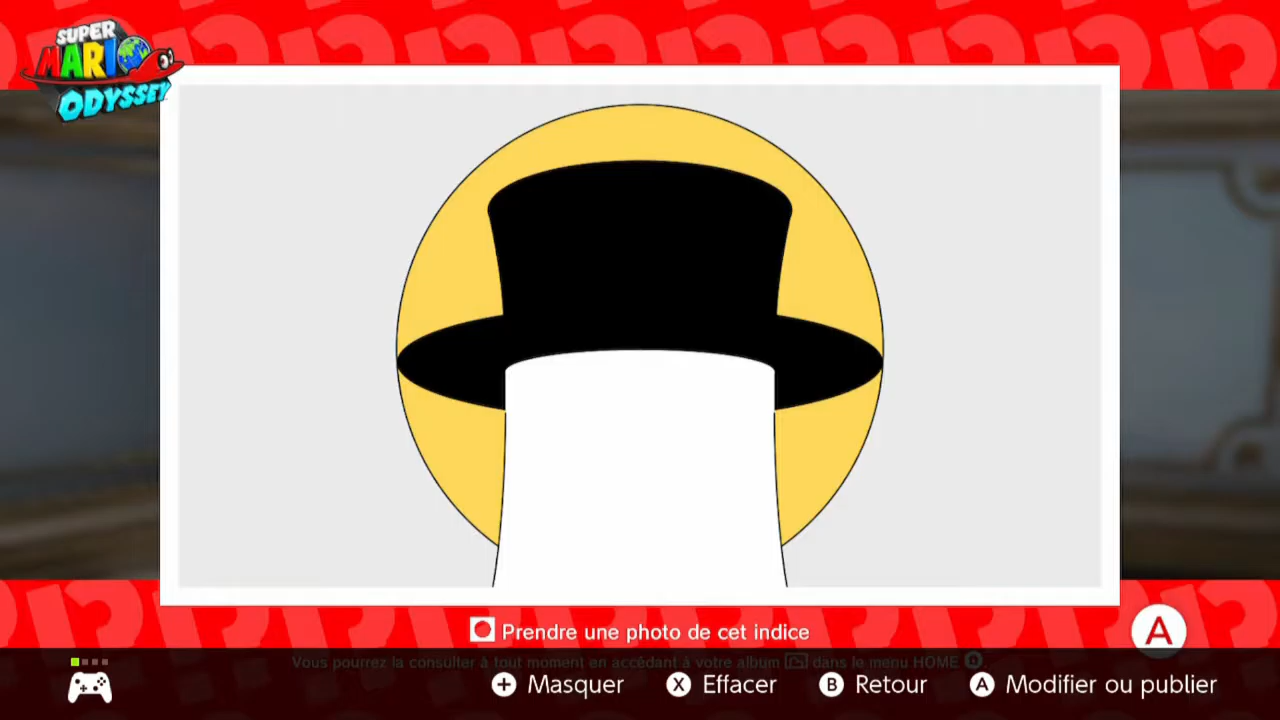 SUPER
MARIO
ODYSSEY
Prendre une photo de cet indice
A
Vous pourrez la consulter à tout moment en accédant à votre album dans le menu HOME
+ Masquer X Effacer B Retour A Modifier ou publier